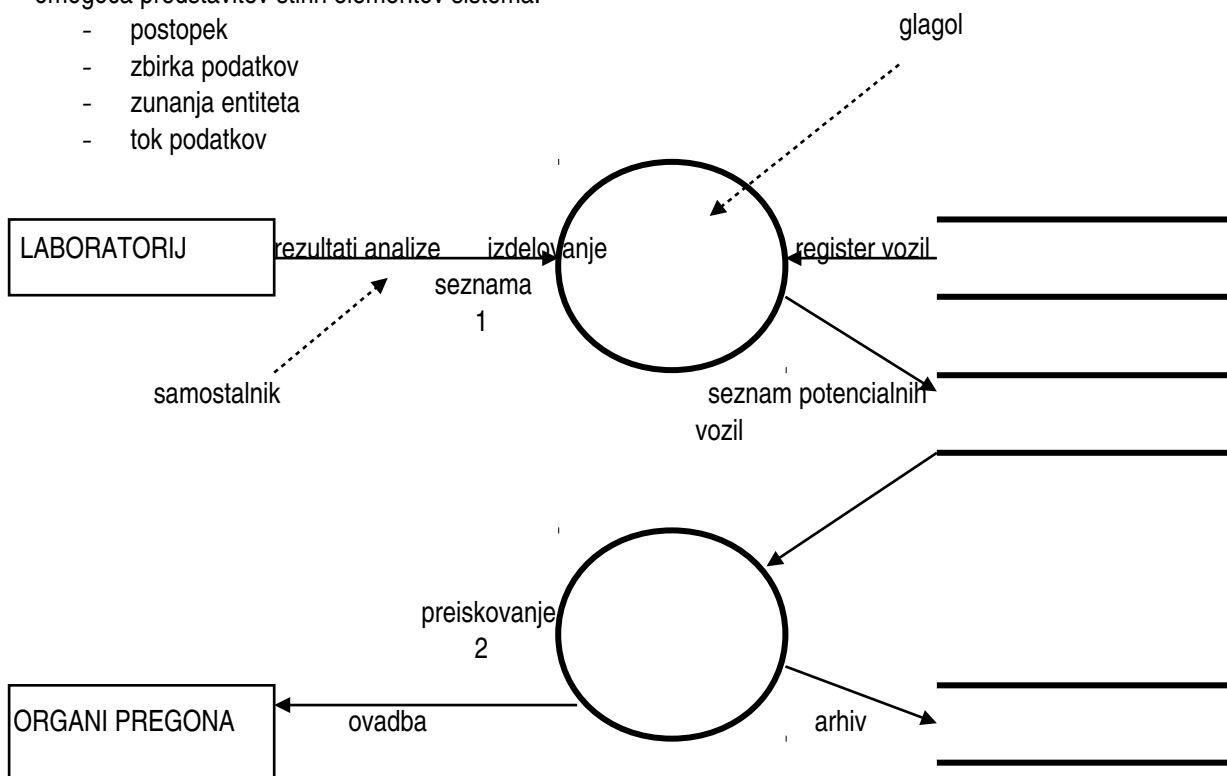 - postopek
- zbirka podatkov
- zunanja entiteta
- tok podatkov
glagol
LABORATORIJ
rezultati analize
izdelovanje
seznama
1
register vozil
samostalnik
seznam potencialnih
vozil
preiskovanje
2
ORGANI PREGONA
ovadba
arhiv